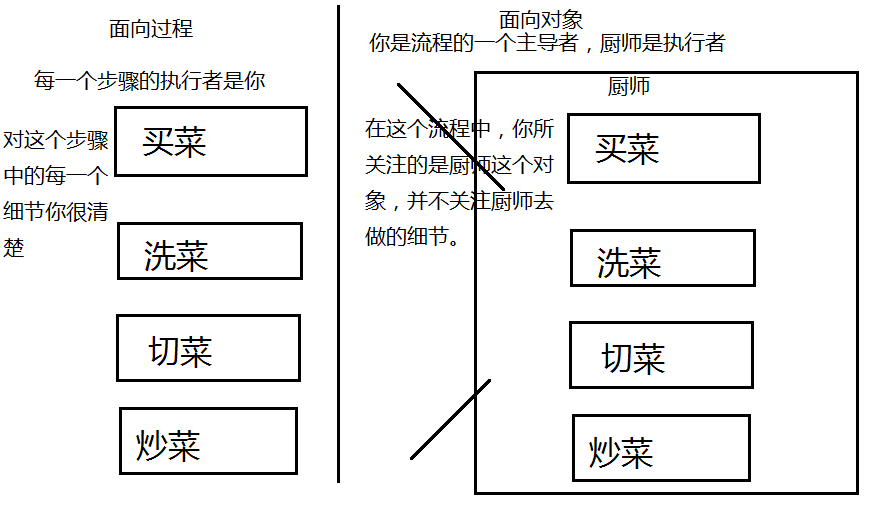 面向过程
每一个步骤的执行者是你
对这个步骤
中的每一个
细节你很清
楚
买菜
洗菜
切菜
炒菜
面向对象
你是流程的一个主导者，厨师是执行者
厨师
在这个流程中，你所
关注的是厨师这个对
象，并不关注厨师去
做的细节。
买菜
洗菜
切菜
炒菜